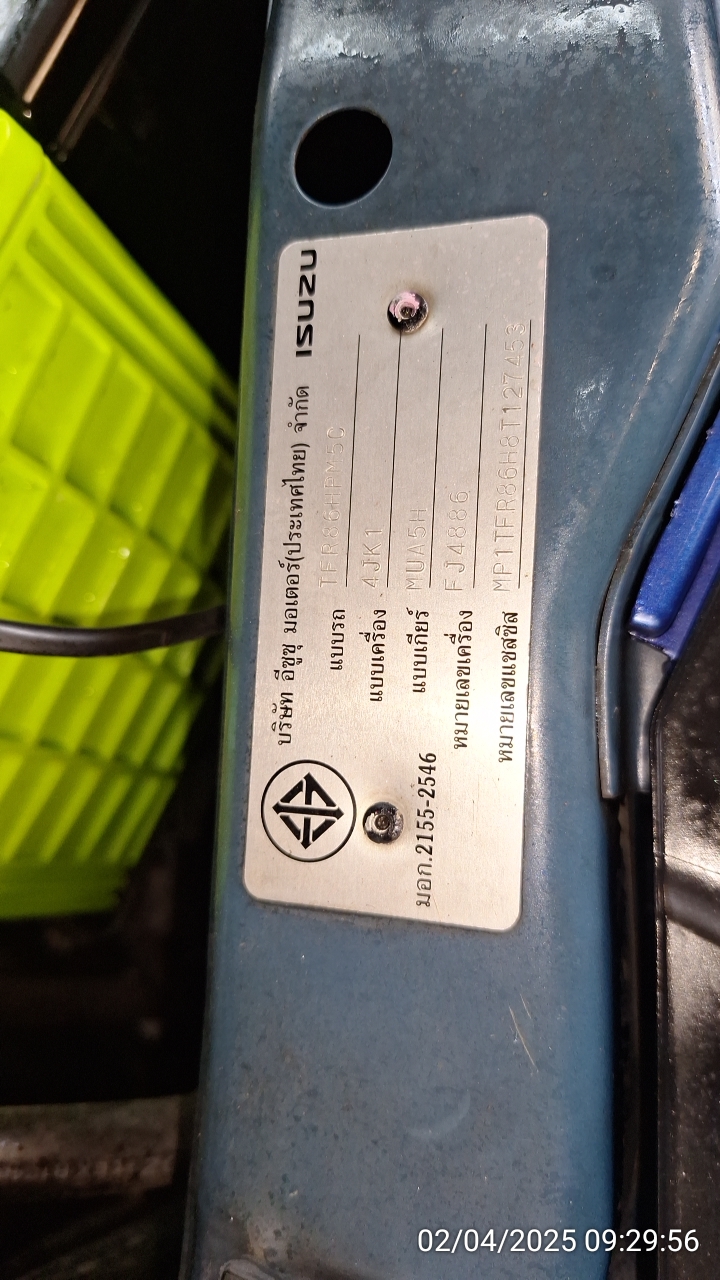 บริษัท อีซูซุ มอเตอร์(ประเทศไทย) จำกัด ISUZU
แบบรถ TFR86HPM5C
แบบเครื่อง 4JK1
แบบเกียร์ MUA5H
หมายเลขเครื่อง FJ4886
หมายเลขแชสซิส MP1TFR86H8T127453
มอก.2155-2546
02/04/2025 09:29:56